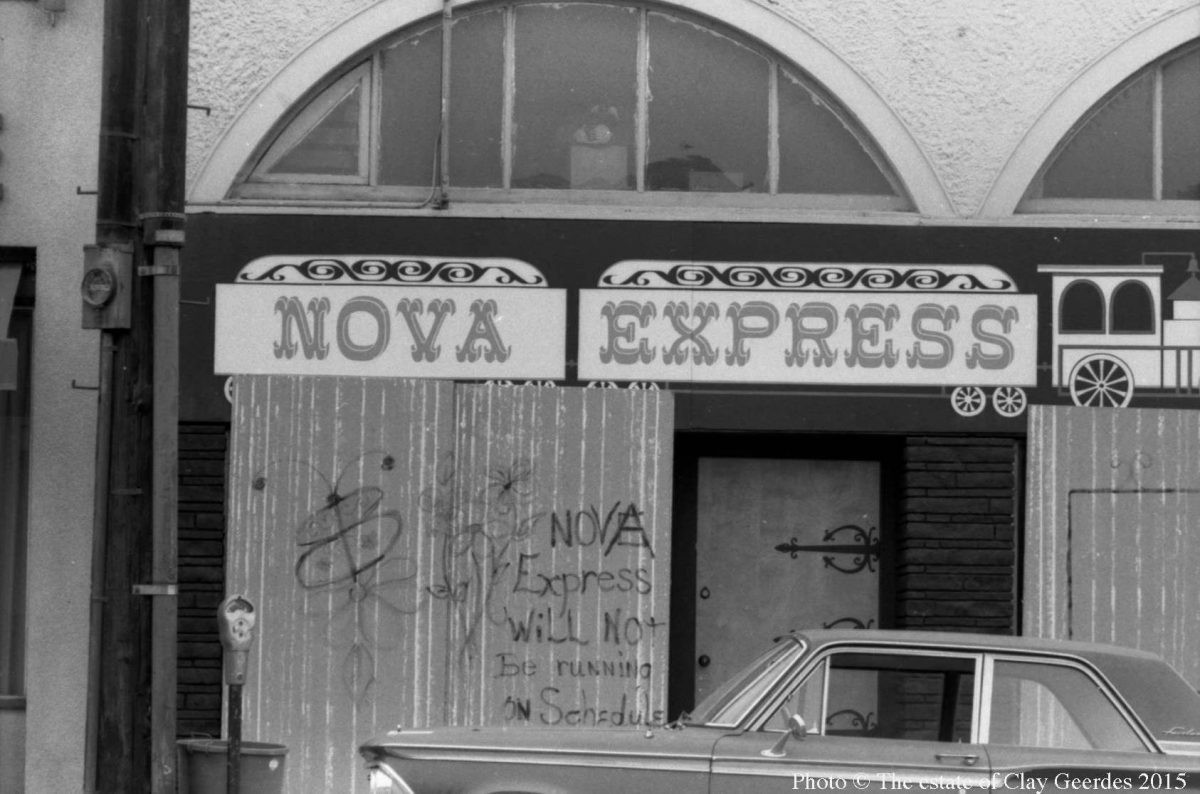 NOVA EXPRESS
NOVA
Express
WiLL Not
Be running
ON Schedule
Photo © The estate of Clay Geerdes 2015